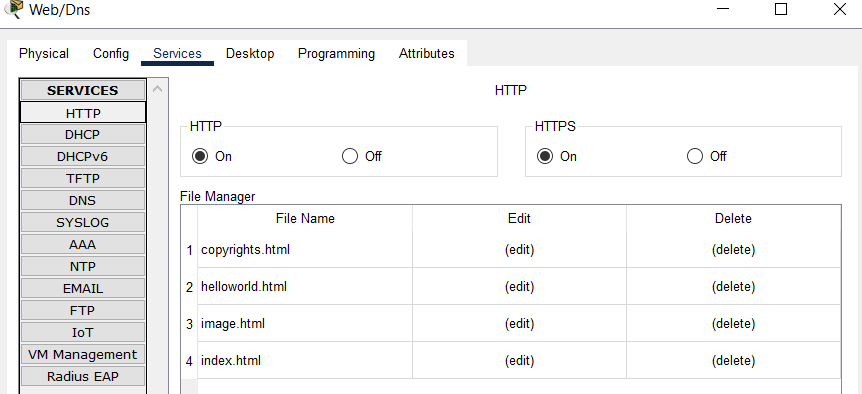 Web/Dns
Physical Config Services Desktop Programming Attributes
SERVICES
HTTP
DHCP
DHCPv6
TFTP
DNS
SYSLOG
AAA
NTP
EMAIL
FTP
IoT
VM Management
Radius EAP
HTTP
HTTP
On Off
HTTPS
On Off
File Manager
File Name Edit Delete
1 copyrights.html (edit) (delete)
2 helloworld.html (edit) (delete)
3 image.html (edit) (delete)
4 index.html (edit) (delete)